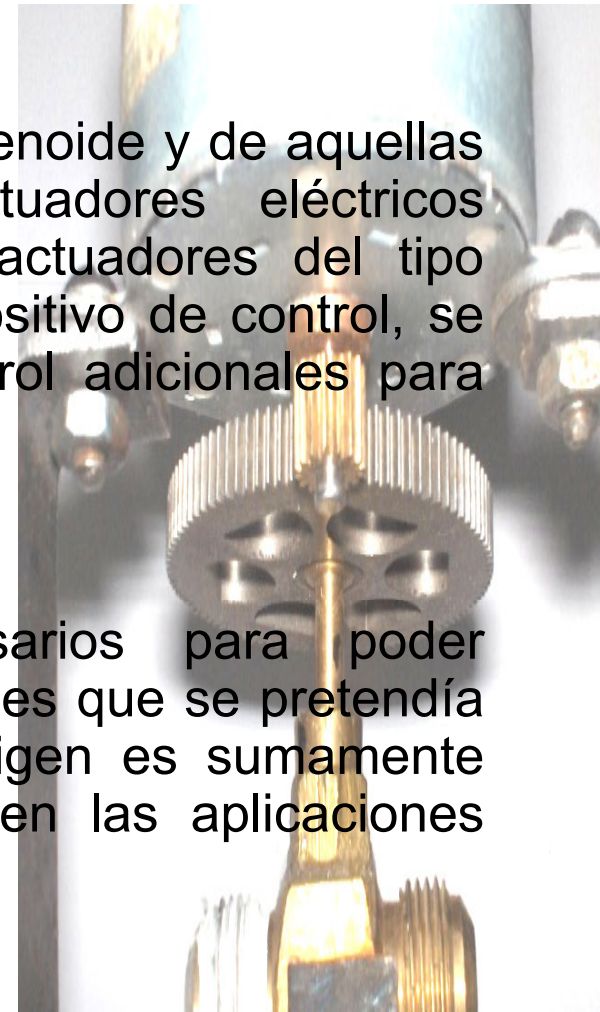 enoide y de aquellas
tuadores eléctricos
actuadores del tipo
ositivo de control, se
rol adicionales para
sarios para poder
es que se pretendía
igen es sumamente
en las aplicaciones